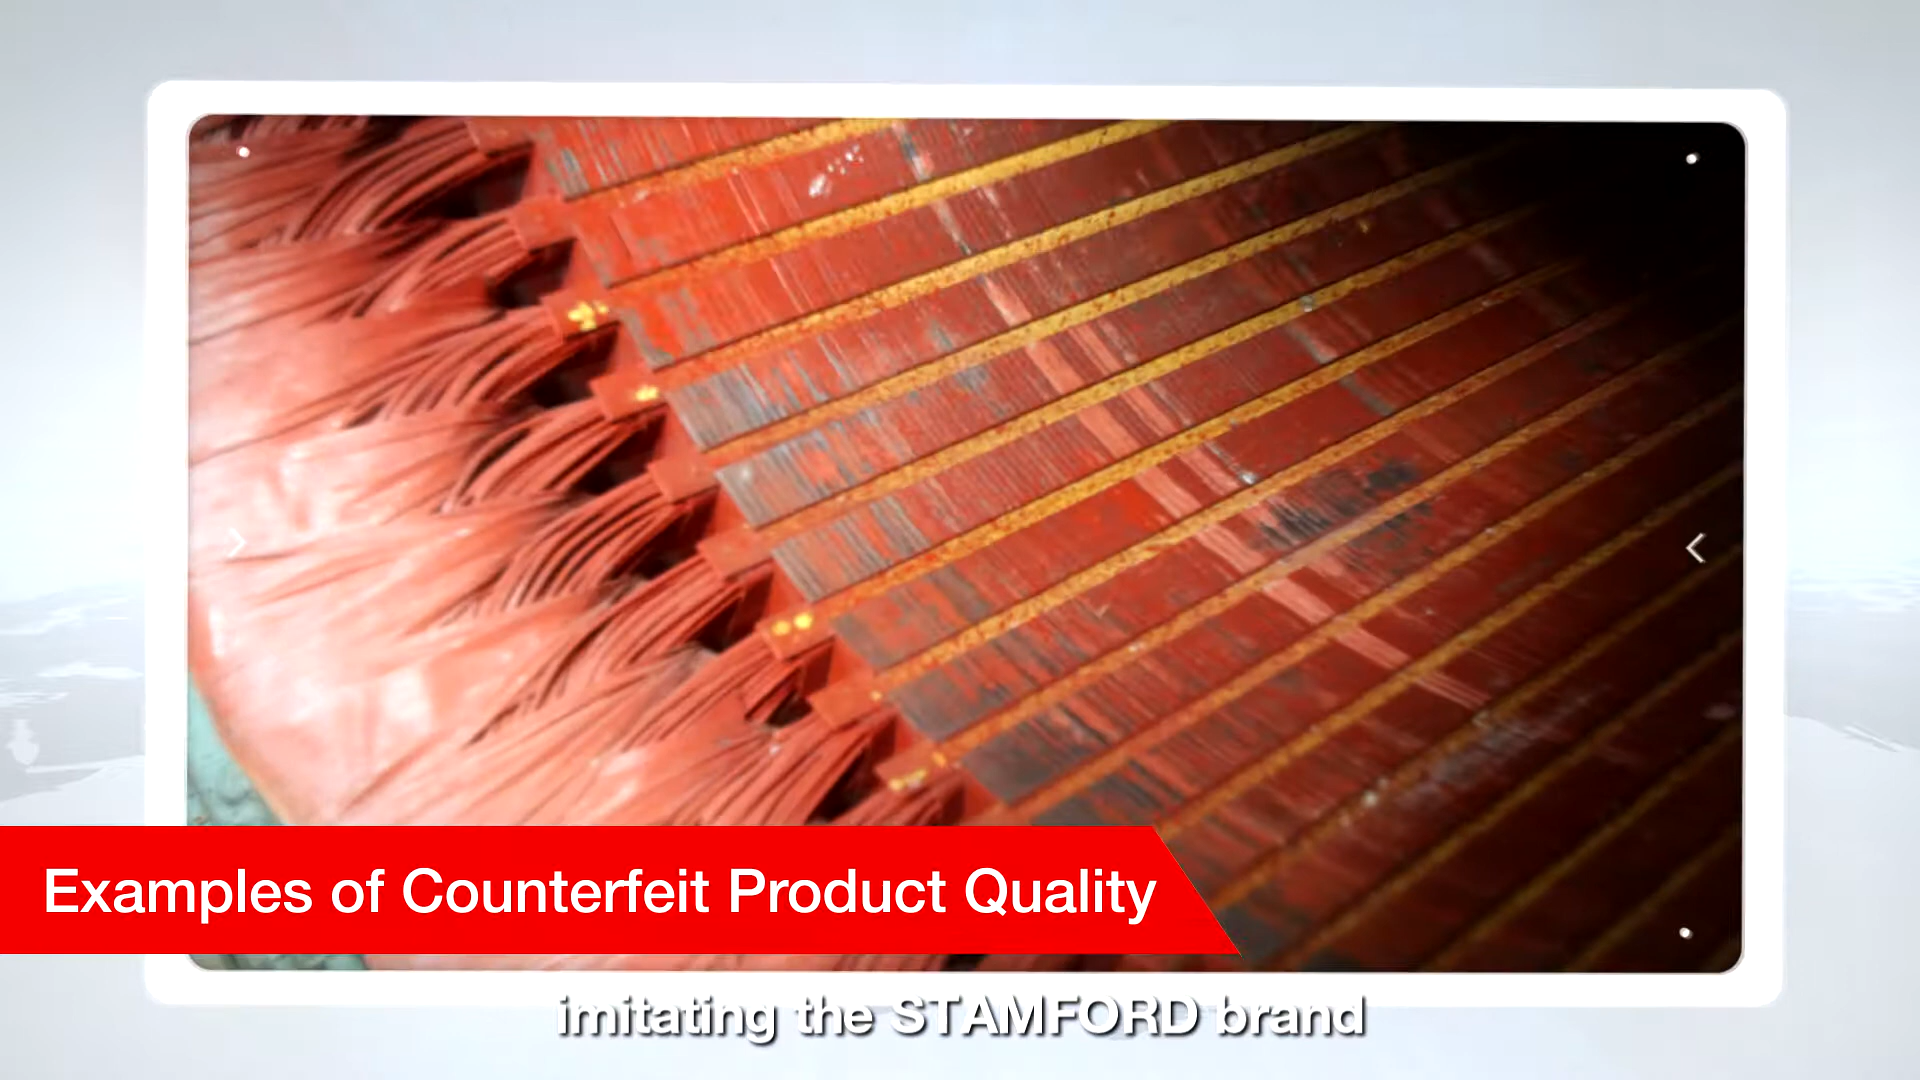 Examples of Counterfeit Product Quality
imitating the STAMFORD brand